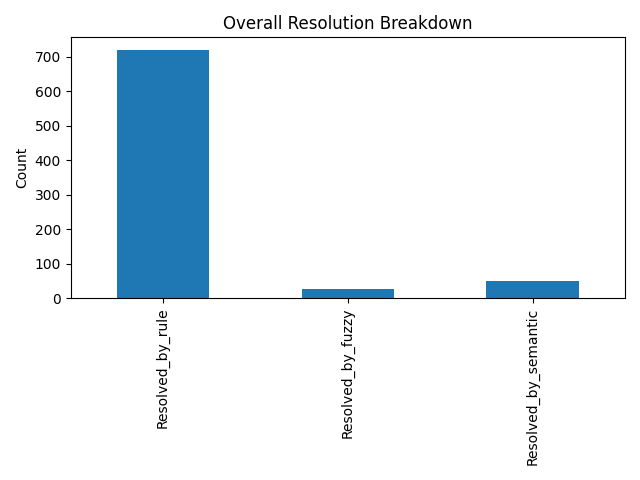 Overall Resolution Breakdown
700
600
500
400
300
200
100
0
Count
Resolved_by_rule
Resolved_by_fuzzy
Resolved_by_semantic